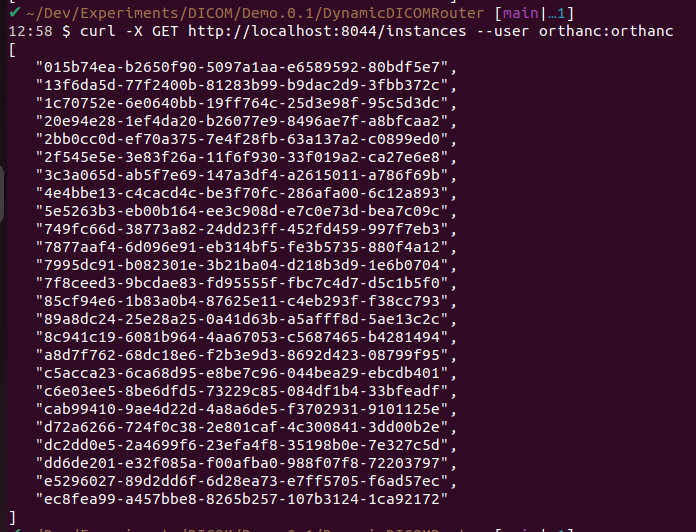 ✔ ~/Dev/Experiments/DICOM/Demo.0.1/DynamicDICOMRouter [main|…1]
12:58 $ curl -X GET http://localhost:8044/instances --user orthanc:orthanc
[
"015b74ea-b2650f90-5097a1aa-e6589592-80bdf5e7",
"13f6da5d-77f2400b-81283b99-b9dac2d9-3fbb372c",
"1c70752e-6e0640bb-19ff764c-25d3e98f-95c5d3dc",
"20e94e28-1ef4da20-b26077e9-8496ae7f-a8bfcaa2",
"2bb0cc0d-ef70a375-7e4f28fb-63a137a2-c0899ed0",
"2f545e5e-3e83f26a-11f6f930-33f019a2-ca27e6e8",
"3c3a065d-ab5f7e69-147a3df4-a2615011-a786f69b",
"4e4bbe13-c4cacd4c-be3f70fc-286afa00-6c12a893",
"5e5263b3-eb00b164-ee3c908d-e7c0e73d-bea7c09c",
"749fc66d-38773a82-24dd23ff-452fd459-997f7eb3",
"7877aaf4-6d096e91-eb314bf5-fe3b5735-880f4a12",
"7995dc91-b082301e-3b21ba04-d218b3d9-1e6b0704",
"7f8ceed3-9bcdae83-fd95555f-fbc7c4d7-d5c1b5f0",
"85cf94e6-1b83a0b4-87625e11-c4eb293f-f38cc793",
"89a8dc24-25e28a25-0a41d63b-a5afff8d-5ae13c2c",
"8c941c19-6081b964-4aa67053-c5687465-b4281494",
"a8d7f762-68dc18e6-f2b3e9d3-8692d423-08799f95",
"c5acca23-6ca68d95-e8be7c96-044bea29-ebcdb401",
"c6e03ee5-8be6dfd5-73229c85-084df1b4-33bfeadf",
"cab99410-9ae4d22d-4a8a6de5-f3702931-9101125e",
"d72a6266-724f0c38-2e801caf-4c300841-3dd00b2e",
"dc2dd0e5-2a4699f6-23efa4f8-35198b0e-7e327c5d",
"dd6de201-e32f085a-f00afba0-988f07f8-72203797",
"e5296027-89d2dd6f-6d28ea73-e7ff5705-f6ad57ec",
"ec8fea99-a457bbe8-8265b257-107b3124-1ca92172"
]